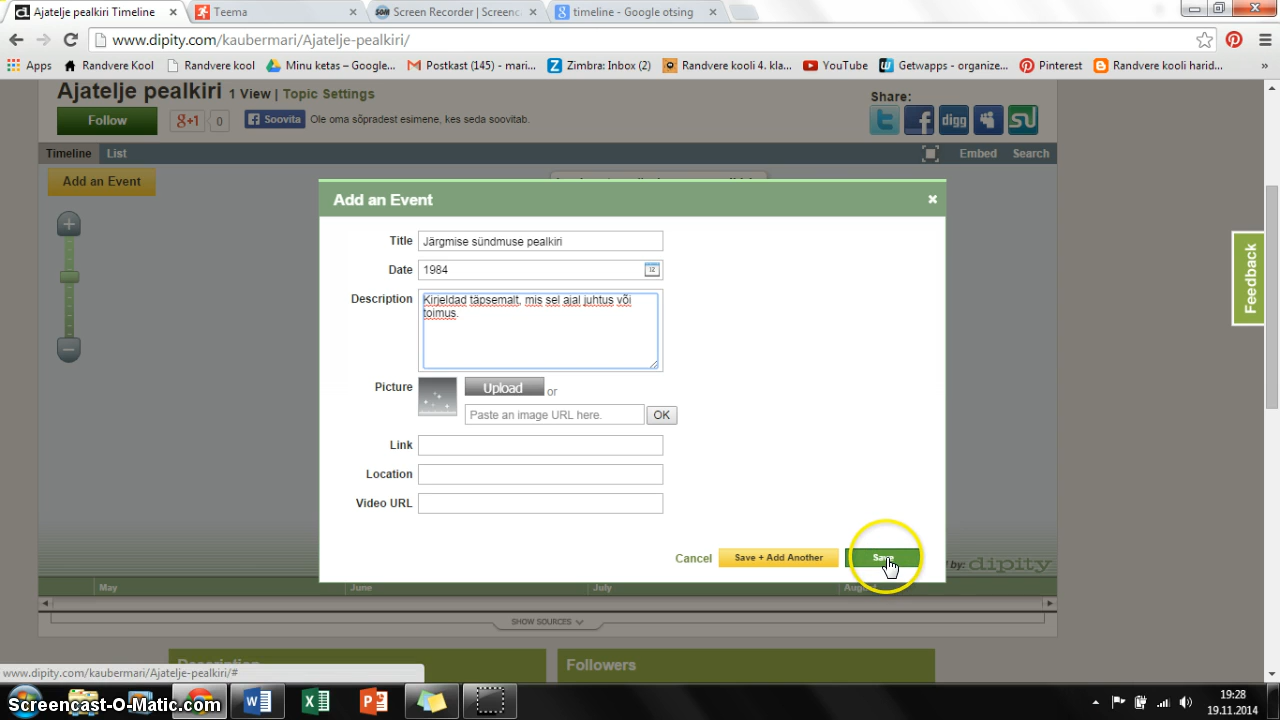 Ajatelje pealkiri Timeline
Teema
Screen Recorder | Screenc
timeline - Google otsing
www.dipity.com/kaubermari/Ajatelje-pealkiri/
Apps
Randvere Kool
Randvere kool
Minu ketas – Google...
Postkast (145) - mari...
Zimbra: Inbox (2)
Randvere kooli 4. kla...
YouTube
Getwapps - organize...
Pinterest
Randvere kooli harid...
»
Ajatelje pealkiri 1 View | Topic Settings
Share:
Follow
g+1 0
Soovita
Ole oma sõpradest esimene, kes seda soovitab.
digg
Timeline
List
Embed
Search
Add an Event
Add an Event
Title
Järgmise sündmuse pealkiri
Date
1984
12
Description
Kirjeldad täpsemalt, mis sel ajal juhtus või
toimus.
Picture
Upload or
Paste an image URL here.
OK
Link
Location
Video URL
Cancel
Save + Add Another
Save
by: dipity
May
June
July
August
SHOW SOURCES
Description
Followers
Feedback
www.dipity.com/kaubermari/Ajatelje-pealkiri/#
Screencast-O-Matic.com
19:28
19.11.2014